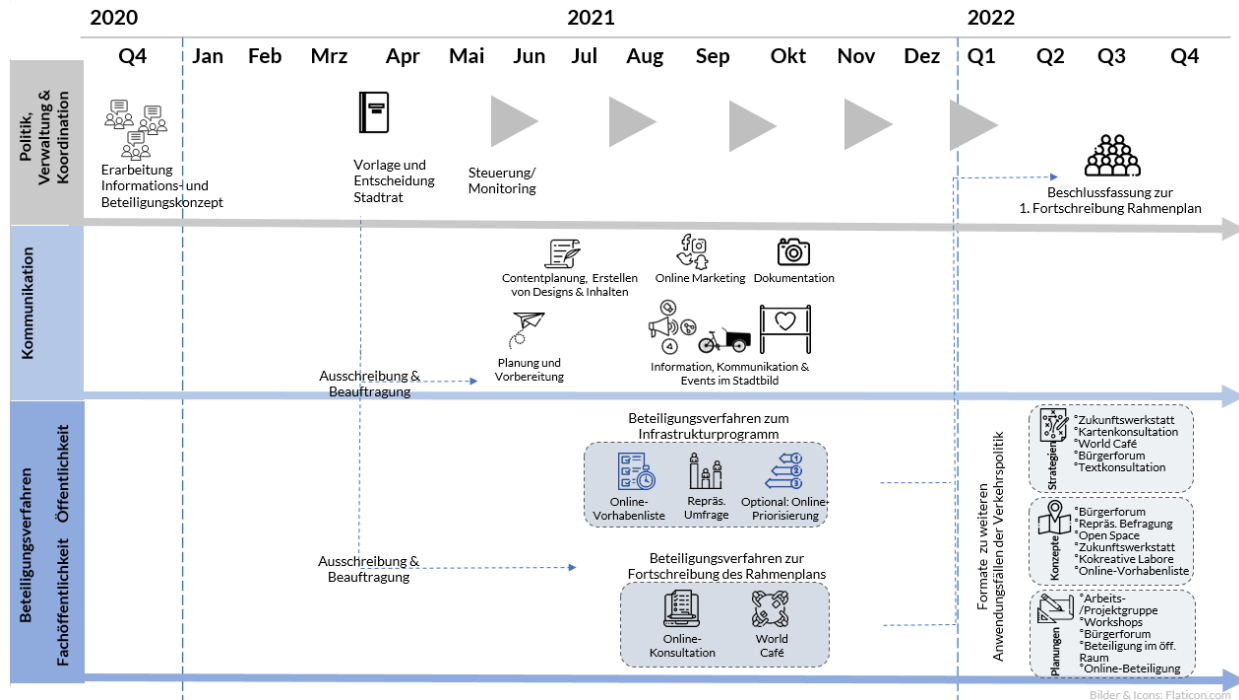 2020 2021 2022
Q4 Jan Feb Mrz Apr Mai Jun Jul Aug Sep Okt Nov Dez Q1 Q2 Q3 Q4
Politik,
Verwaltung &
Koordination
Erarbeitung
Informations- und
Beteiligungskonzept
Vorlage und
Entscheidung
Stadtrat
Steuerung/
Monitoring
Beschlussfassung zur
1. Fortschreibung Rahmenplan
Kommunikation
Contentplanung, Erstellen
von Designs & Inhalten
Online Marketing
Dokumentation
Planung und
Vorbereitung
Information, Kommunikation &
Events im Stadtbild
Ausschreibung &
Beauftragung
Beteiligungsverfahren
Fachöffentlichkeit Öffentlichkeit
Beteiligungsverfahren zum
Infrastrukturprogramm
Online-
Vorhabenliste
Repräs.
Umfrage
Optional: Online-
Priorisierung
1
2
3
Ausschreibung &
Beauftragung
Beteiligungsverfahren zur
Fortschreibung des Rahmenplans
Online-
Konsultation
World
Café
Formate zu weiteren
Anwendungsfällen der Verkehrspolitik
Strategien
°Zukunftswerkstatt
°Kartenkonsultation
°World Café
°Bürgerforum
°Textkonsultation
Konzepte
°Bürgerforum
°Repräs. Befragung
°Open Space
°Zukunftswerkstatt
°Kokreative Labore
°Online-Vorhabenliste
Planungen
°Arbeits-
/Projektgruppe
°Workshops
°Bürgerforum
°Beteiligung im öff.
Raum
°Online-Beteiligung
Bilder & Icons: Flaticon.com